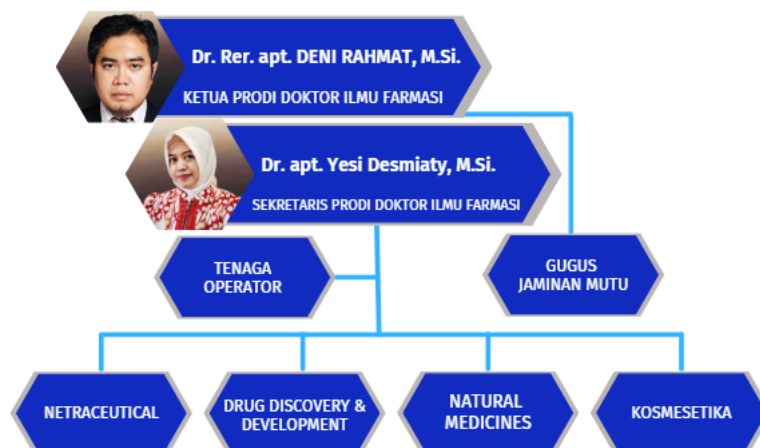 Dr. Rer. apt. DENI RAHMAT, M.Si.
KETUA PRODI DOKTOR ILMU FARMASI
Dr. apt. Yesi Desmiaty, M.Si.
SEKRETARIS PRODI DOKTOR ILMU FARMASI
TENAGA
OPERATOR
GUGUS
JAMINAN MUTU
NETRACEUTICAL
DRUG DISCOVERY &
DEVELOPMENT
NATURAL
MEDICINES
KOSMESETIKA